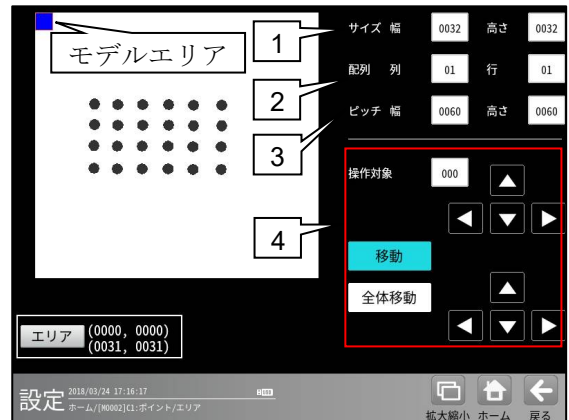 モデルエリア
1
2
3
4
サイズ 幅 0032 高さ 0032
配列 列 01 行 01
ピッチ 幅 0060 高さ 0060
操作対象 000
移動
全体移動
エリア (0000, 0000)
(0031, 0031)
設定 2018/03/24 17:16:17
ホーム/[M0002]C1:ポイント/エリア
拡大縮小 ホーム 戻る